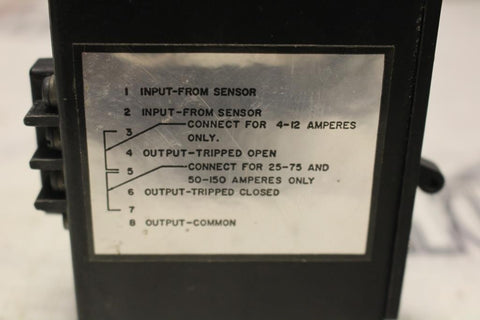 1 INPUT-FROM SENSOR
2 INPUT-FROM SENSOR
3 CONNECT FOR 4-12 AMPERES
ONLY.
4 OUTPUT-TRIPPED OPEN
5 CONNECT FOR 25-75 AND
50-150 AMPERES ONLY
6 OUTPUT-TRIPPED CLOSED
7
8 OUTPUT-COMMON